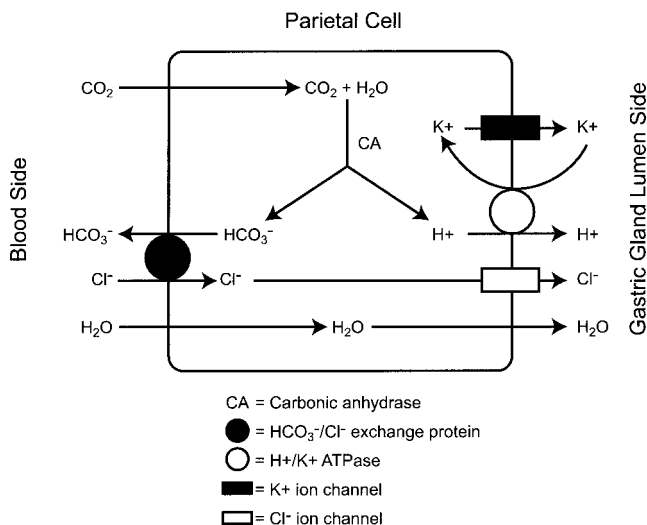 Parietal Cell
Blood Side
Gastric Gland Lumen Side
CO₂
CO₂ + H₂O
K+
K+
CA
HCO₃⁻
HCO₃⁻
H+
H+
Cl⁻
Cl⁻
Cl⁻
H₂O
H₂O
H₂O
CA = Carbonic anhydrase
= HCO₃⁻/Cl⁻ exchange protein
= H+/K+ ATPase
= K+ ion channel
= Cl⁻ ion channel